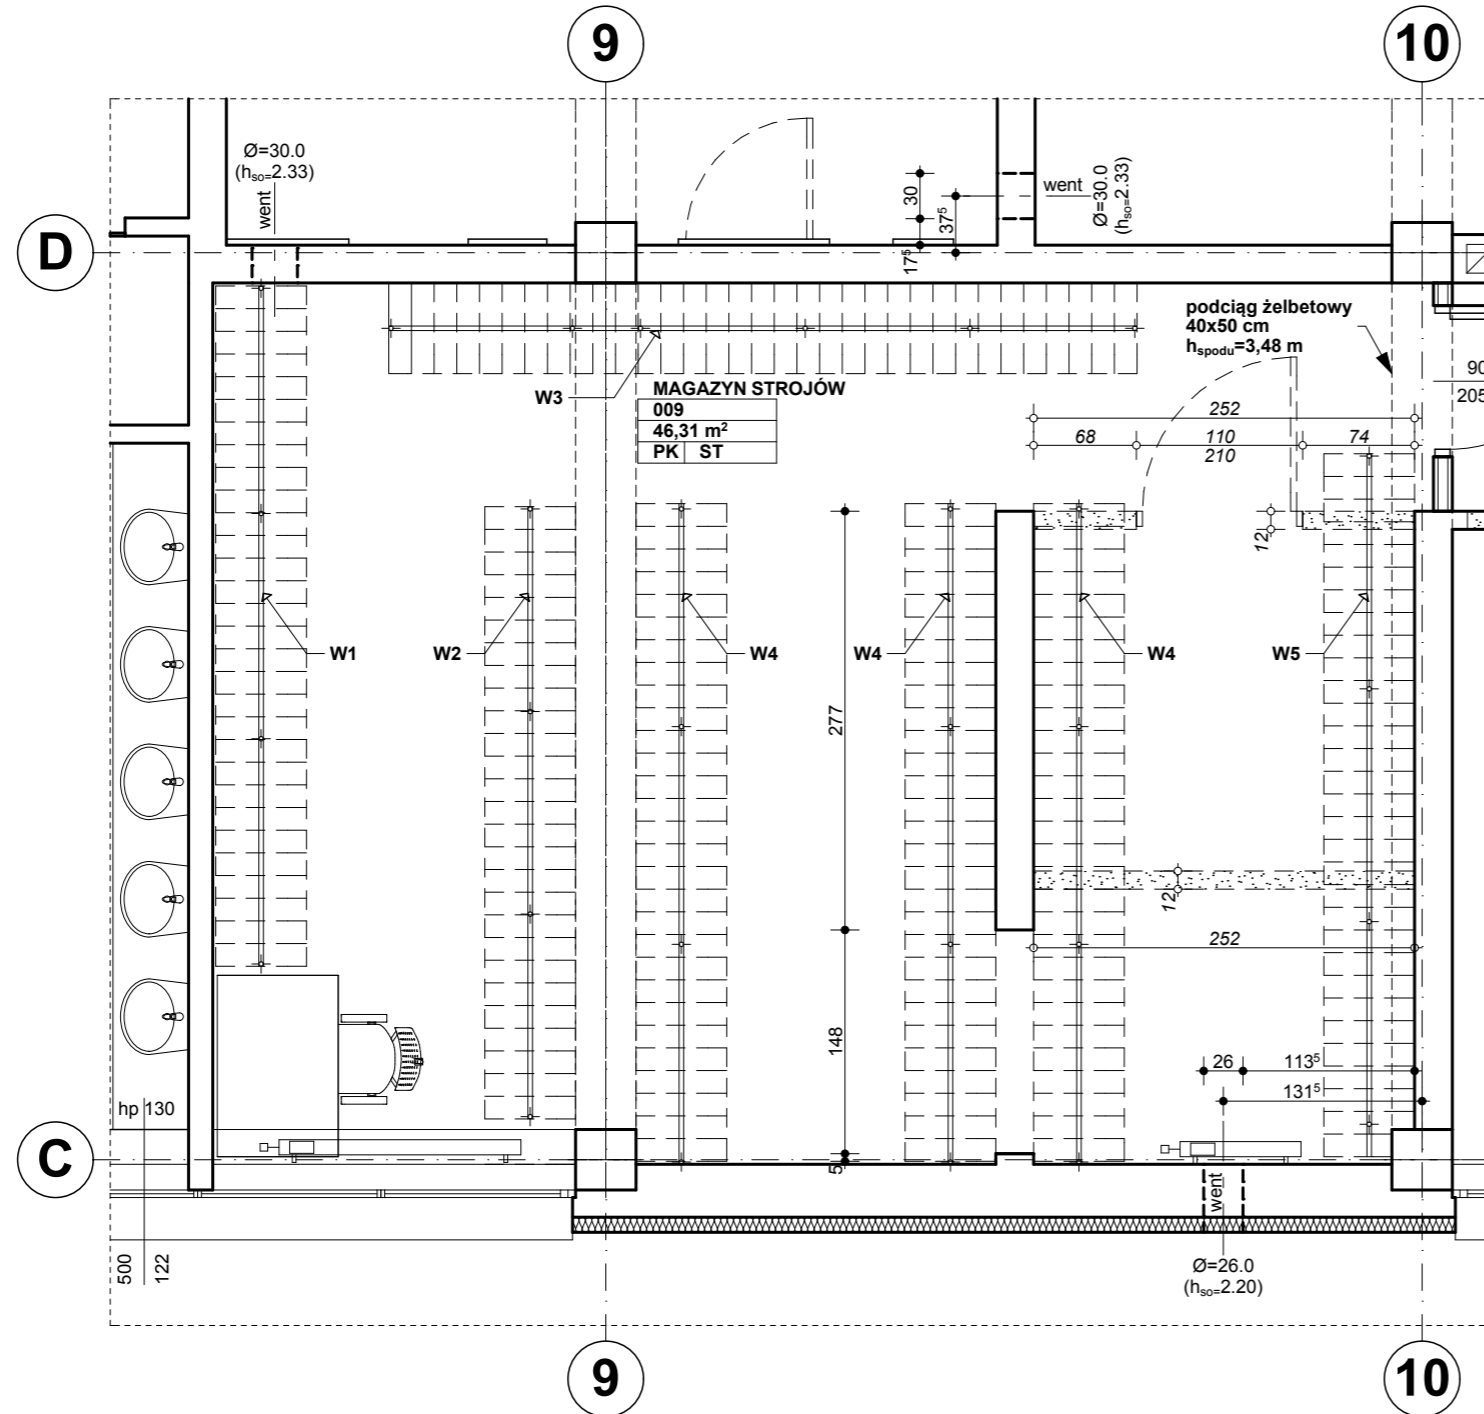 9
10
Ø=30.0
(hso=2.33)
went
30
37⁵
17⁵
went
Ø=30.0
(hso=2.33)
D
podciąg żelbetowy
40x50 cm
hspodu=3,48 m
90
205
W3
MAGAZYN STROJÓW
009
46,31 m²
PK ST
252
68
110
74
210
12
W1
W2
W4
W4
W4
W5
277
12
252
148
26
113⁵
131⁵
hp 130
C
5
went
500
122
Ø=26.0
(hso=2.20)
9
10